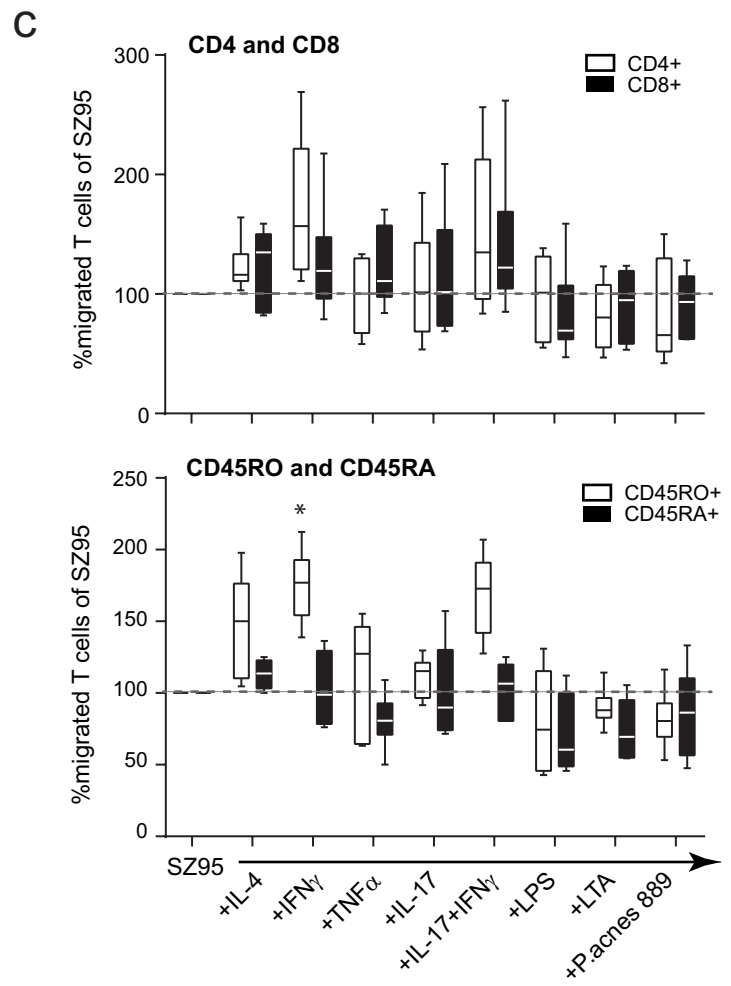 C
CD4 and CD8
CD4+
CD8+
%migrated T cells of SZ95
300
200
100
0
CD45RO and CD45RA
CD45RO+
CD45RA+
%migrated T cells of SZ95
250
200
150
100
50
0
*
SZ95
+IL-4
+IFNγ
+TNFα
+IL-17
+IL-17+IFNγ
+LPS
+LTA
+P.acnes 889